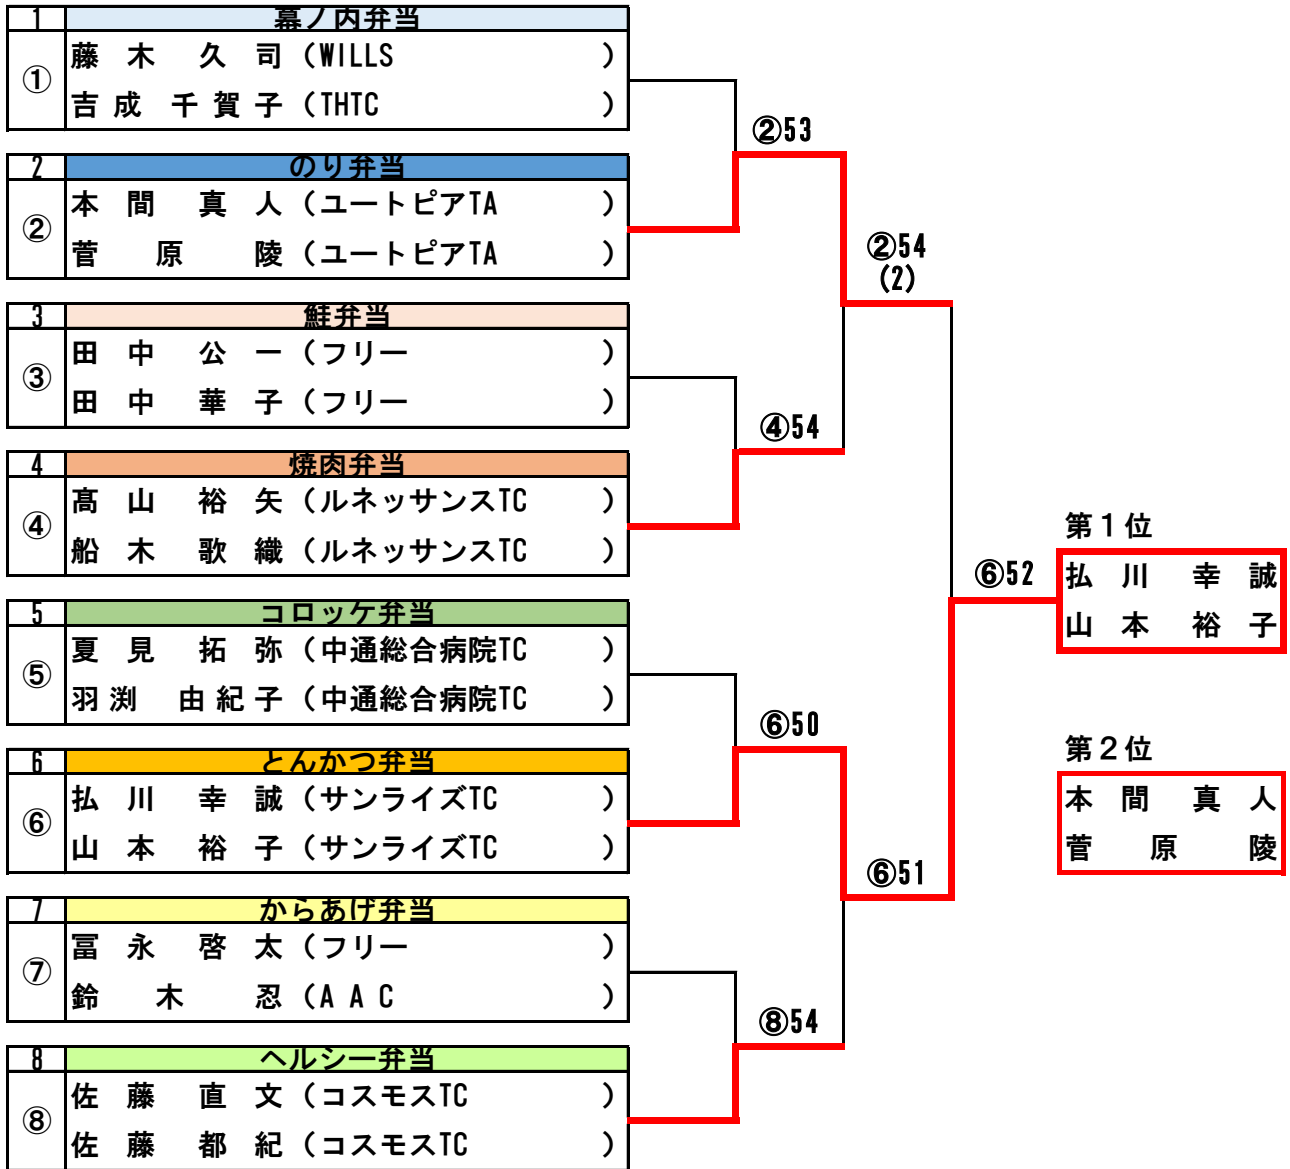 1 幕ノ内弁当
① 藤木 久司（WILLS ）
吉成 千賀子（THTC ）
②53
2 のり弁当
② 本間 真人（ユートピアTA ）
菅原 陵（ユートピアTA ）
②54
(2)
3 鮭弁当
③ 田中 公一（フリー ）
田中 華子（フリー ）
④54
4 焼肉弁当
④ 髙山 裕矢（ルネッサンスTC ）
船木 歌織（ルネッサンスTC ）
⑥52
第１位
払川 幸誠
山本 裕子
5 コロッケ弁当
⑤ 夏見 拓弥（中通総合病院TC ）
羽渕 由紀子（中通総合病院TC ）
⑥50
第２位
本間 真人
菅原 陵
6 とんかつ弁当
⑥ 払川 幸誠（サンライズTC ）
山本 裕子（サンライズTC ）
⑥51
7 からあげ弁当
⑦ 冨永 啓太（フリー ）
鈴木 忍（A A C ）
⑧54
8 ヘルシー弁当
⑧ 佐藤 直文（コスモスTC ）
佐藤 都紀（コスモスTC ）